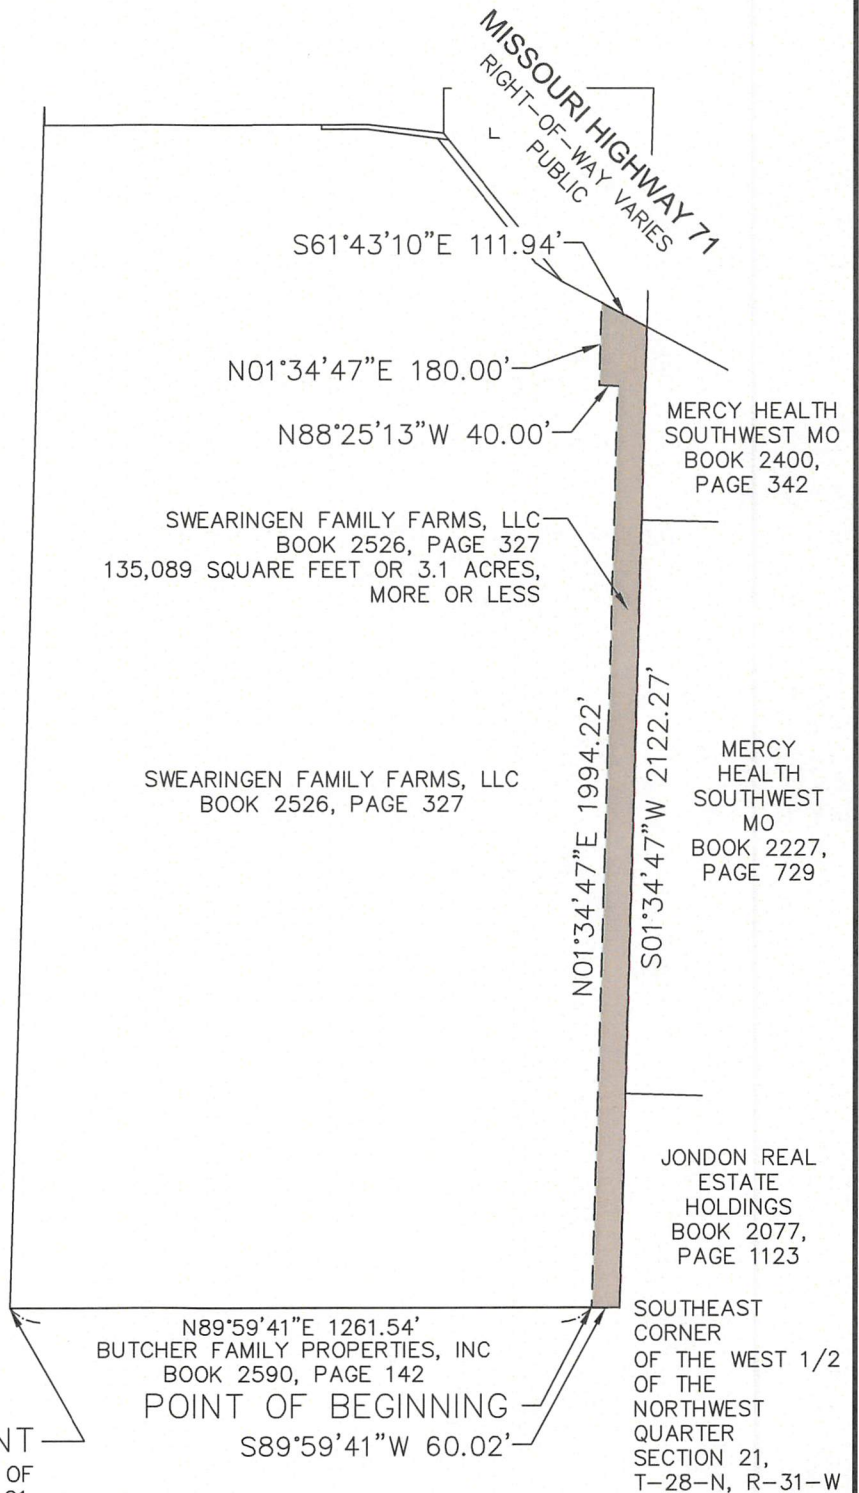 MISSOURI HIGHWAY 71
RIGHT-OF-WAY VARIES
PUBLIC
S61°43'10"E 111.94'
N01°34'47"E 180.00'
N88°25'13"W 40.00'
MERCY HEALTH
SOUTHWEST MO
BOOK 2400,
PAGE 342
SWEARINGEN FAMILY FARMS, LLC
BOOK 2526, PAGE 327
135,089 SQUARE FEET OR 3.1 ACRES,
MORE OR LESS
N01°34'47"E 1994.22'
S01°34'47"W 2122.27'
SWEARINGEN FAMILY FARMS, LLC
BOOK 2526, PAGE 327
MERCY
HEALTH
SOUTHWEST
MO
BOOK 2227,
PAGE 729
JONDON REAL
ESTATE
HOLDINGS
BOOK 2077,
PAGE 1123
N89°59'41"E 1261.54'
BUTCHER FAMILY PROPERTIES, INC
BOOK 2590, PAGE 142
POINT OF BEGINNING
S89°59'41"W 60.02'
SOUTHEAST
CORNER
OF THE WEST 1/2
OF THE
NORTHWEST
QUARTER
SECTION 21,
T-28-N, R-31-W
NT
OF